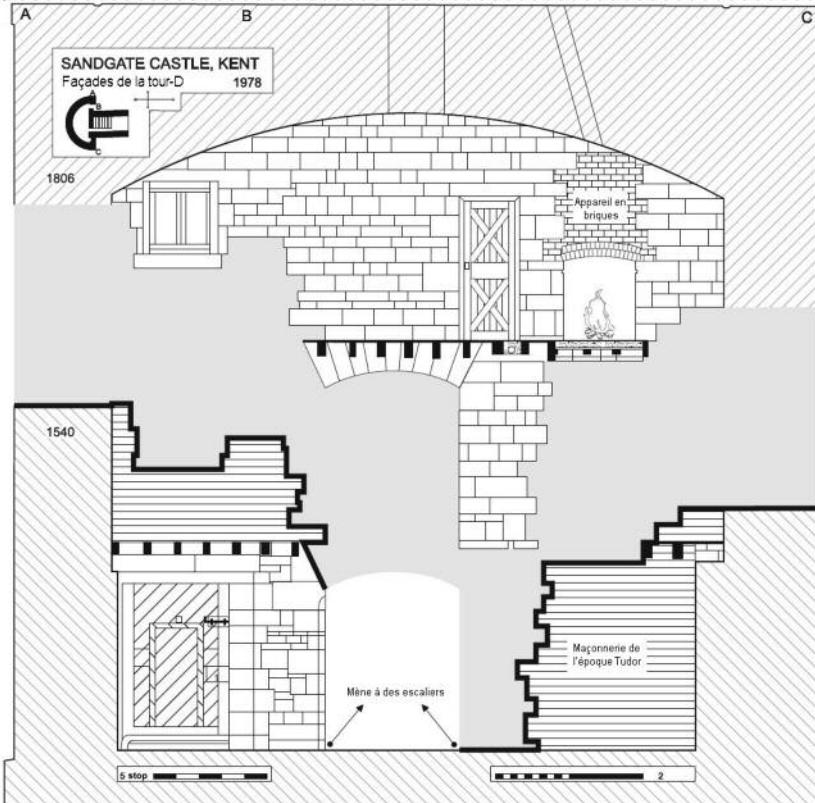 A
B
C
SANDGATE CASTLE, KENT
Façades de la tour-D 1978
A
B
C
1806
Appareil en
briques
1540
Maçonnerie de
l'époque Tudor
Mène à des escaliers
5 stop
2